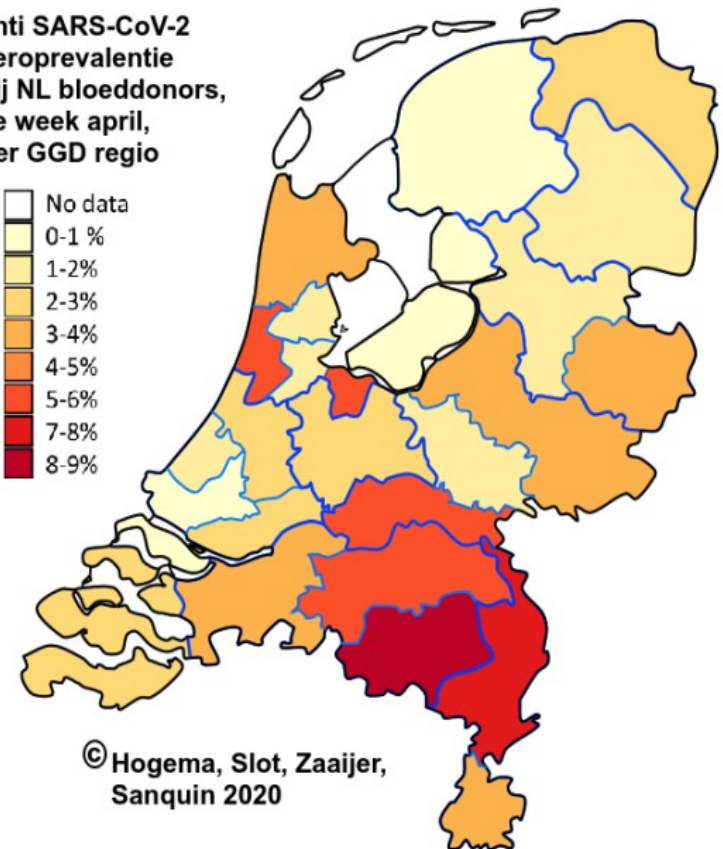 nti SARS-CoV-2
eroprevalentie
ij NL bloeddonors,
e week april,
er GGD regio
No data
0-1 %
1-2%
2-3%
3-4%
4-5%
5-6%
7-8%
8-9%
© Hogema, Slot, Zaaijer,
Sanquin 2020